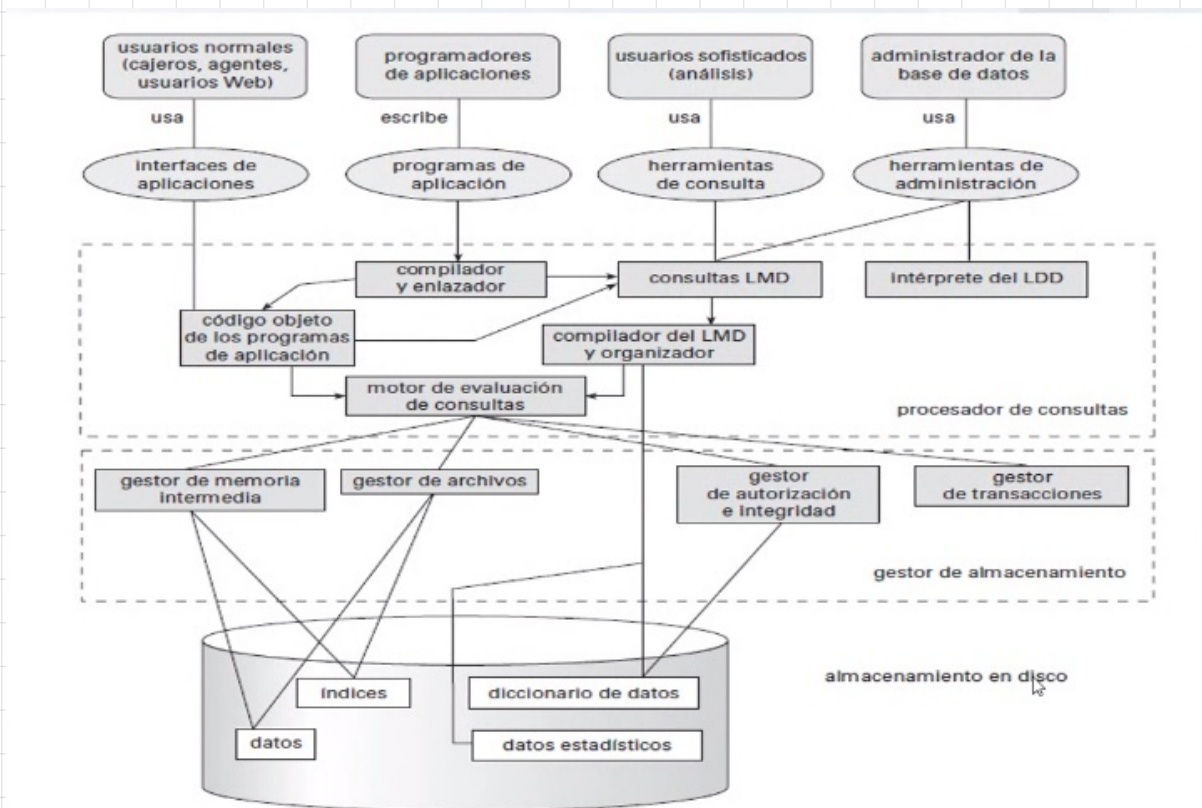 usuarios normales
(cajeros, agentes,
usuarios Web)
programadores
de aplicaciones
usuarios sofisticados
(análisis)
administrador de la
base de datos
usa
escribe
usa
usa
interfaces de
aplicaciones
programas de
aplicación
herramientas
de consulta
herramientas de
administración
compilador
y enlazador
consultas LMD
intérprete del LDD
código objeto
de los programas
de aplicación
compilador del LMD
y organizador
motor de evaluación
de consultas
procesador de consultas
gestor de memoria
intermedia
gestor de archivos
gestor
de autorización
e integridad
gestor
de transacciones
gestor de almacenamiento
índices
diccionario de datos
almacenamiento en disco
datos
datos estadísticos